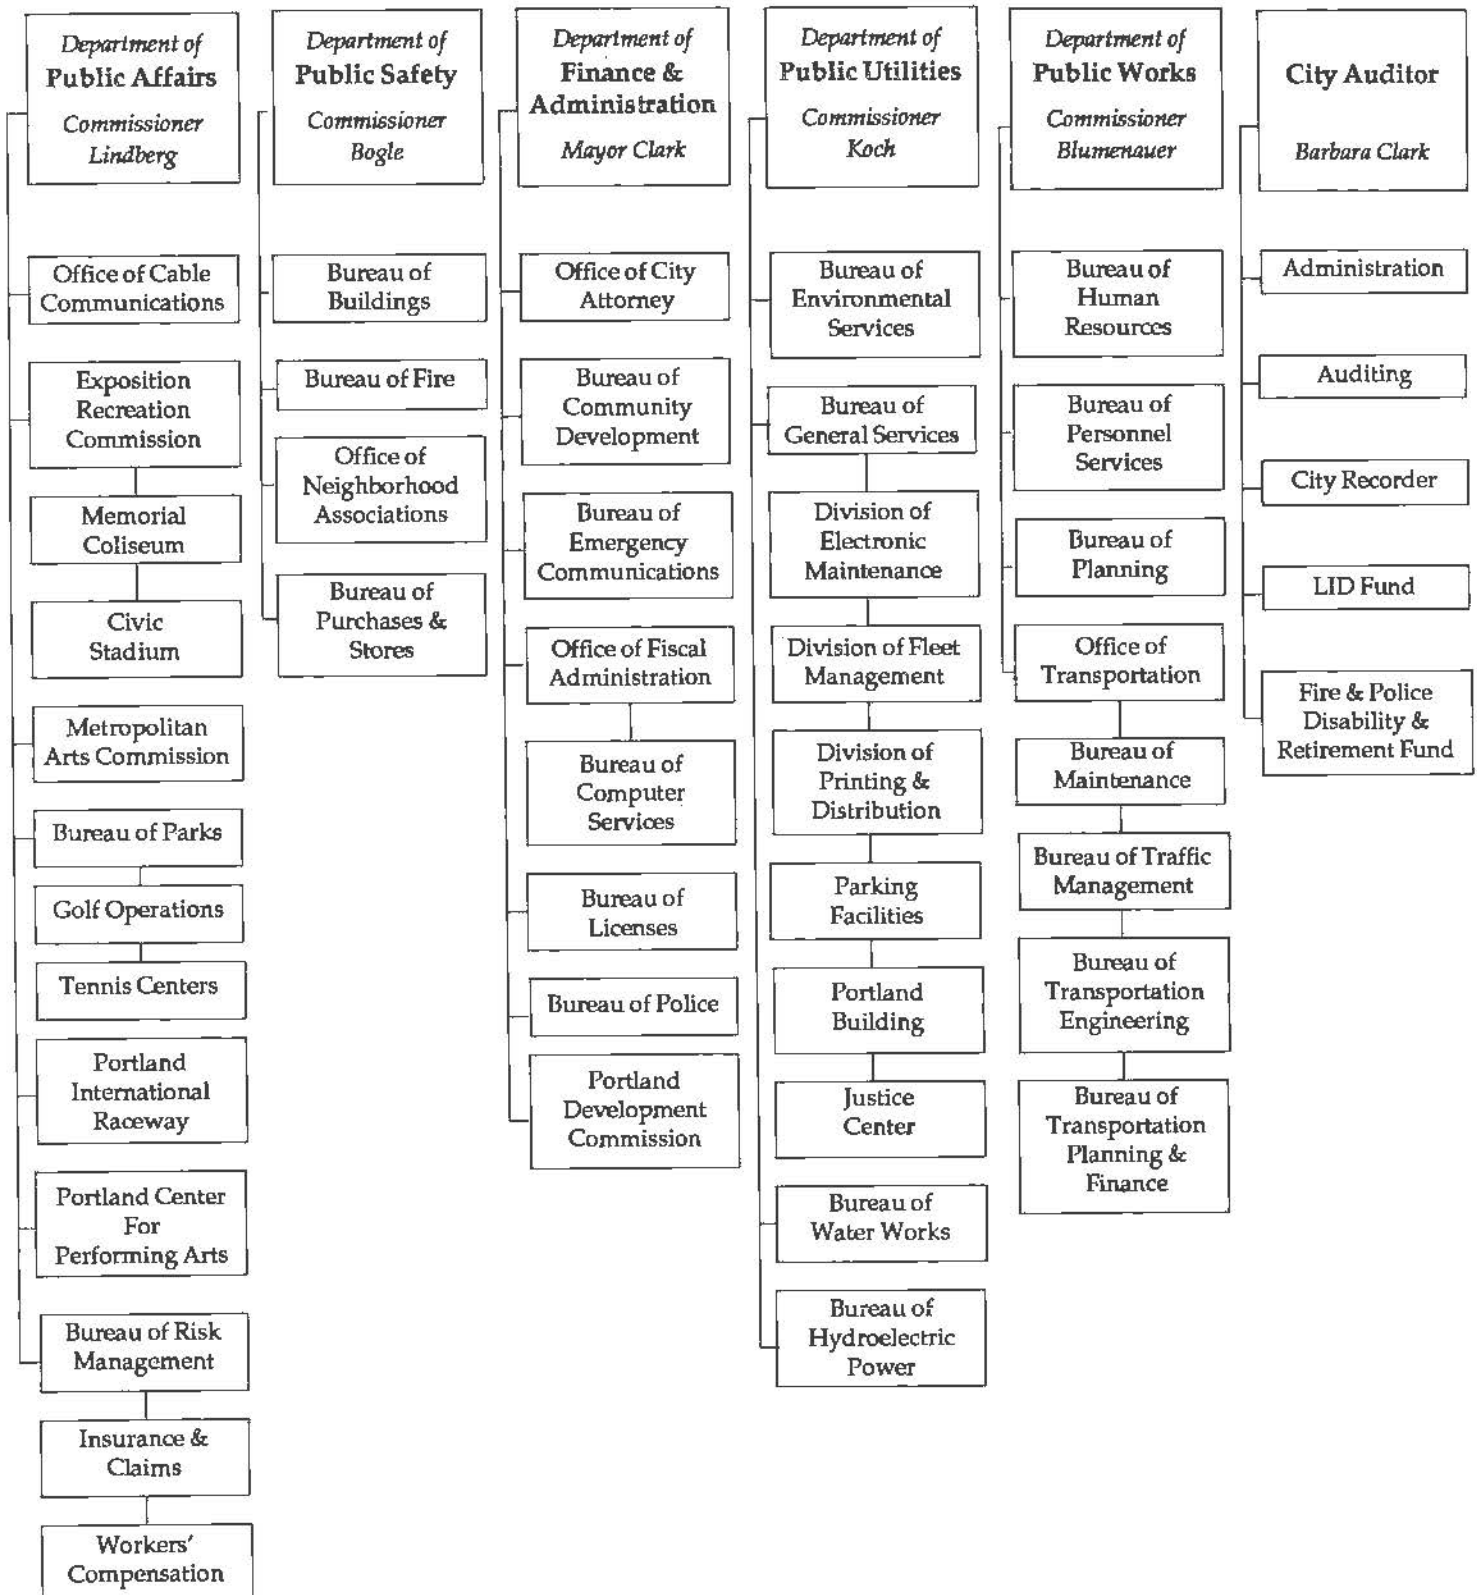 Department of
Public Affairs
Commissioner
Lindberg
Office of Cable
Communications
Exposition
Recreation
Commission
Memorial
Coliseum
Civic
Stadium
Metropolitan
Arts Commission
Bureau of Parks
Golf Operations
Tennis Centers
Portland
International
Raceway
Portland Center
For
Performing Arts
Bureau of Risk
Management
Insurance &
Claims
Workers'
Compensation
Department of
Public Safety
Commissioner
Bogle
Bureau of
Buildings
Bureau of Fire
Office of
Neighborhood
Associations
Bureau of
Purchases &
Stores
Department of
Finance &
Administration
Mayor Clark
Office of City
Attorney
Bureau of
Community
Development
Bureau of
Emergency
Communications
Office of Fiscal
Administration
Bureau of
Computer
Services
Bureau of
Licenses
Bureau of Police
Portland
Development
Commission
Department of
Public Utilities
Commissioner
Koch
Bureau of
Environmental
Services
Bureau of
General Services
Division of
Electronic
Maintenance
Division of Fleet
Management
Division of
Printing &
Distribution
Parking
Facilities
Portland
Building
Justice
Center
Bureau of
Water Works
Bureau of
Hydroelectric
Power
Department of
Public Works
Commissioner
Blumenauer
Bureau of
Human
Resources
Bureau of
Personnel
Services
Bureau of
Planning
Office of
Transportation
Bureau of
Maintenance
Bureau of Traffic
Management
Bureau of
Transportation
Engineering
Bureau of
Transportation
Planning &
Finance
City Auditor
Barbara Clark
Administration
Auditing
City Recorder
LID Fund
Fire & Police
Disability &
Retirement Fund